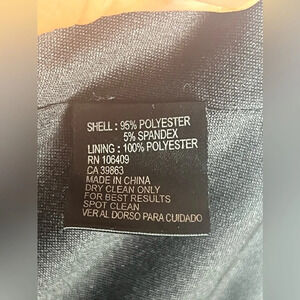 SHELL : 95% POLYESTER
5% SPANDEX
LINING : 100% POLYESTER
RN 106409
CA 39863
MADE IN CHINA
DRY CLEAN ONLY
FOR BEST RESULTS
SPOT CLEAN
VER AL DORSO PARA CUIDADO